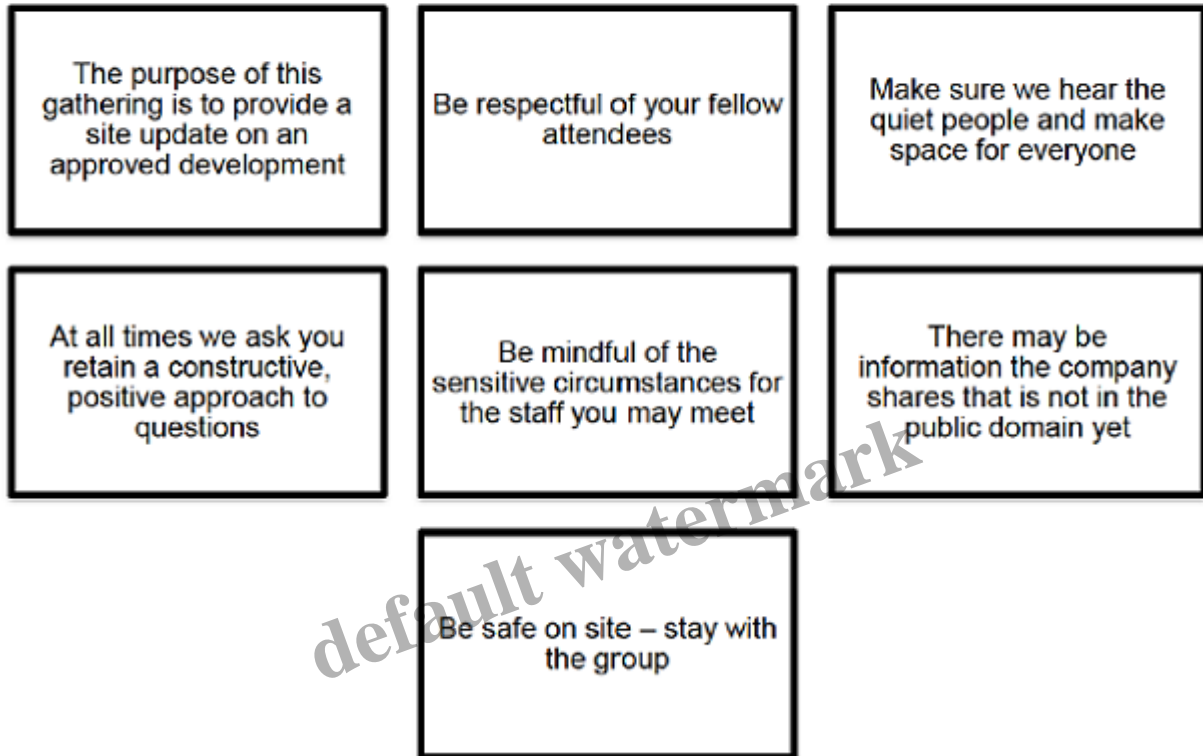 The purpose of this
gathering is to provide a
site update on an
approved development
Be respectful of your fellow
attendees
Make sure we hear the
quiet people and make
space for everyone
At all times we ask you
retain a constructive,
positive approach to
questions
Be mindful of the
sensitive circumstances for
the staff you may meet
There may be
information the company
shares that is not in the
public domain yet
Be safe on site – stay with
the group
default watermark